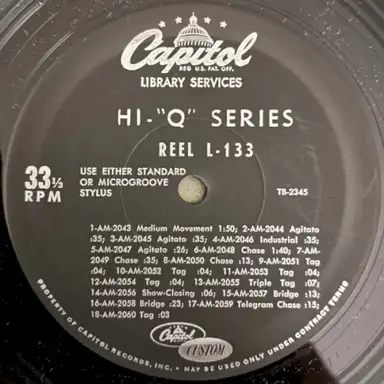 Capitol
REG. U.S. PAT. OFF.
LIBRARY SERVICES
HI-"Q" SERIES
REEL L-133
33⅓
RPM
USE EITHER STANDARD
OR MICROGROOVE
STYLUS
TB-2345
1-AM-2043 Medium Movement 1:50; 2-AM-2044 Agitato
:35; 3-AM-2045 Agitato :35; 4-AM-2046 Industrial :35;
5-AM-2047 Agitato :26; 6-AM-2048 Chase 1:40; 7-AM-
2049 Chase :35; 8-AM-2050 Chase :13; 9-AM-2051 Tag
:04; 10-AM-2052 Tag :04; 11-AM-2053 Tag :04;
12-AM-2054 Tag :04; 13-AM-2055 Triple Tag :07;
14-AM-2056 Show-Closing :06; 15-AM-2057 Bridge :13;
16-AM-2058 Bridge :23; 17-AM-2059 Telegram Chase :15;
18-AM-2060 Tag :03
Capitol
CUSTOM
PROPERTY OF CAPITOL RECORDS, INC. — MAY BE USED ONLY UNDER CONTRACT TERMS